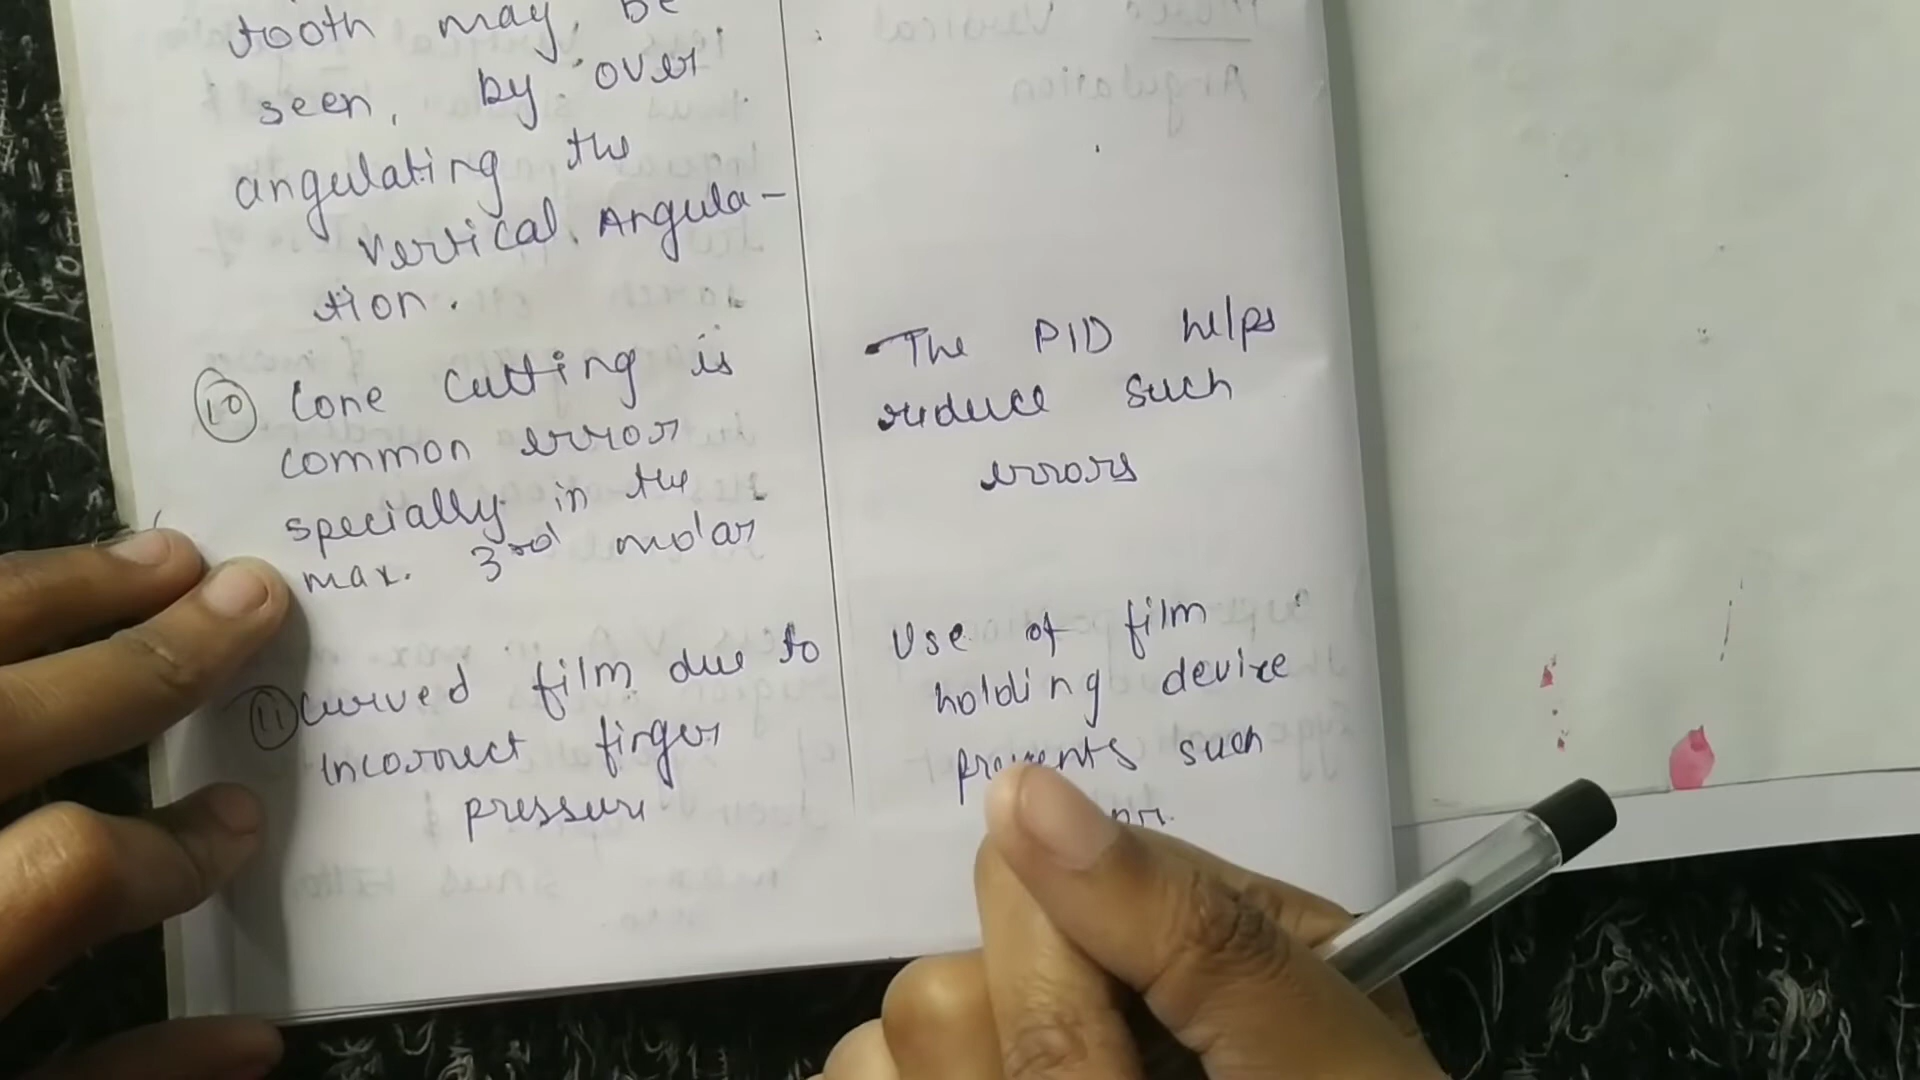 tooth may be
seen, by over
angulating the
vertical Angula-
tion.
10 Cone cutting is
common error
specially in the
max. 3rd molar
11 curved film due to
incorrect finger
pressure
- The PID helps
reduce such
errors
Use of film
holding device
prevents such